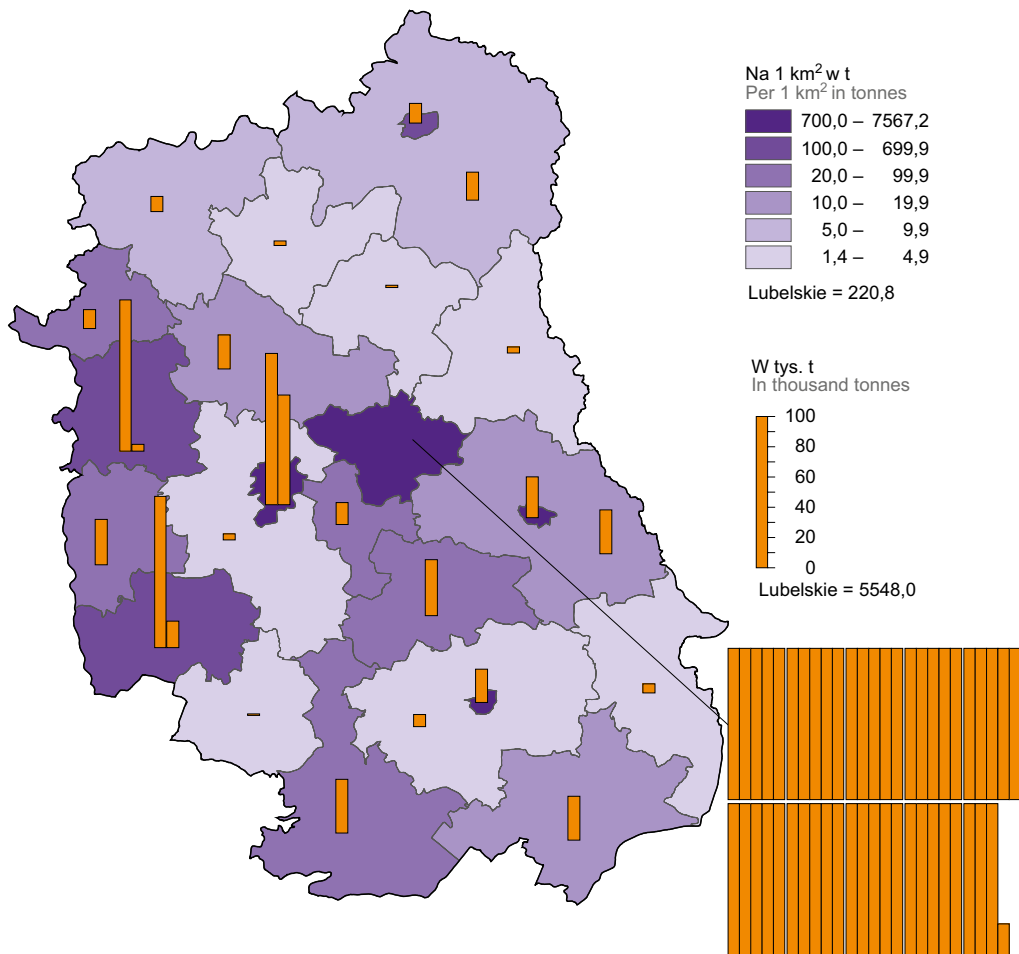 Na 1 km² w t
Per 1 km² in tonnes
700,0 – 7567,2
100,0 – 699,9
20,0 – 99,9
10,0 – 19,9
5,0 – 9,9
1,4 – 4,9
Lubelskie = 220,8
W tys. t
In thousand tonnes
100
80
60
40
20
0
Lubelskie = 5548,0